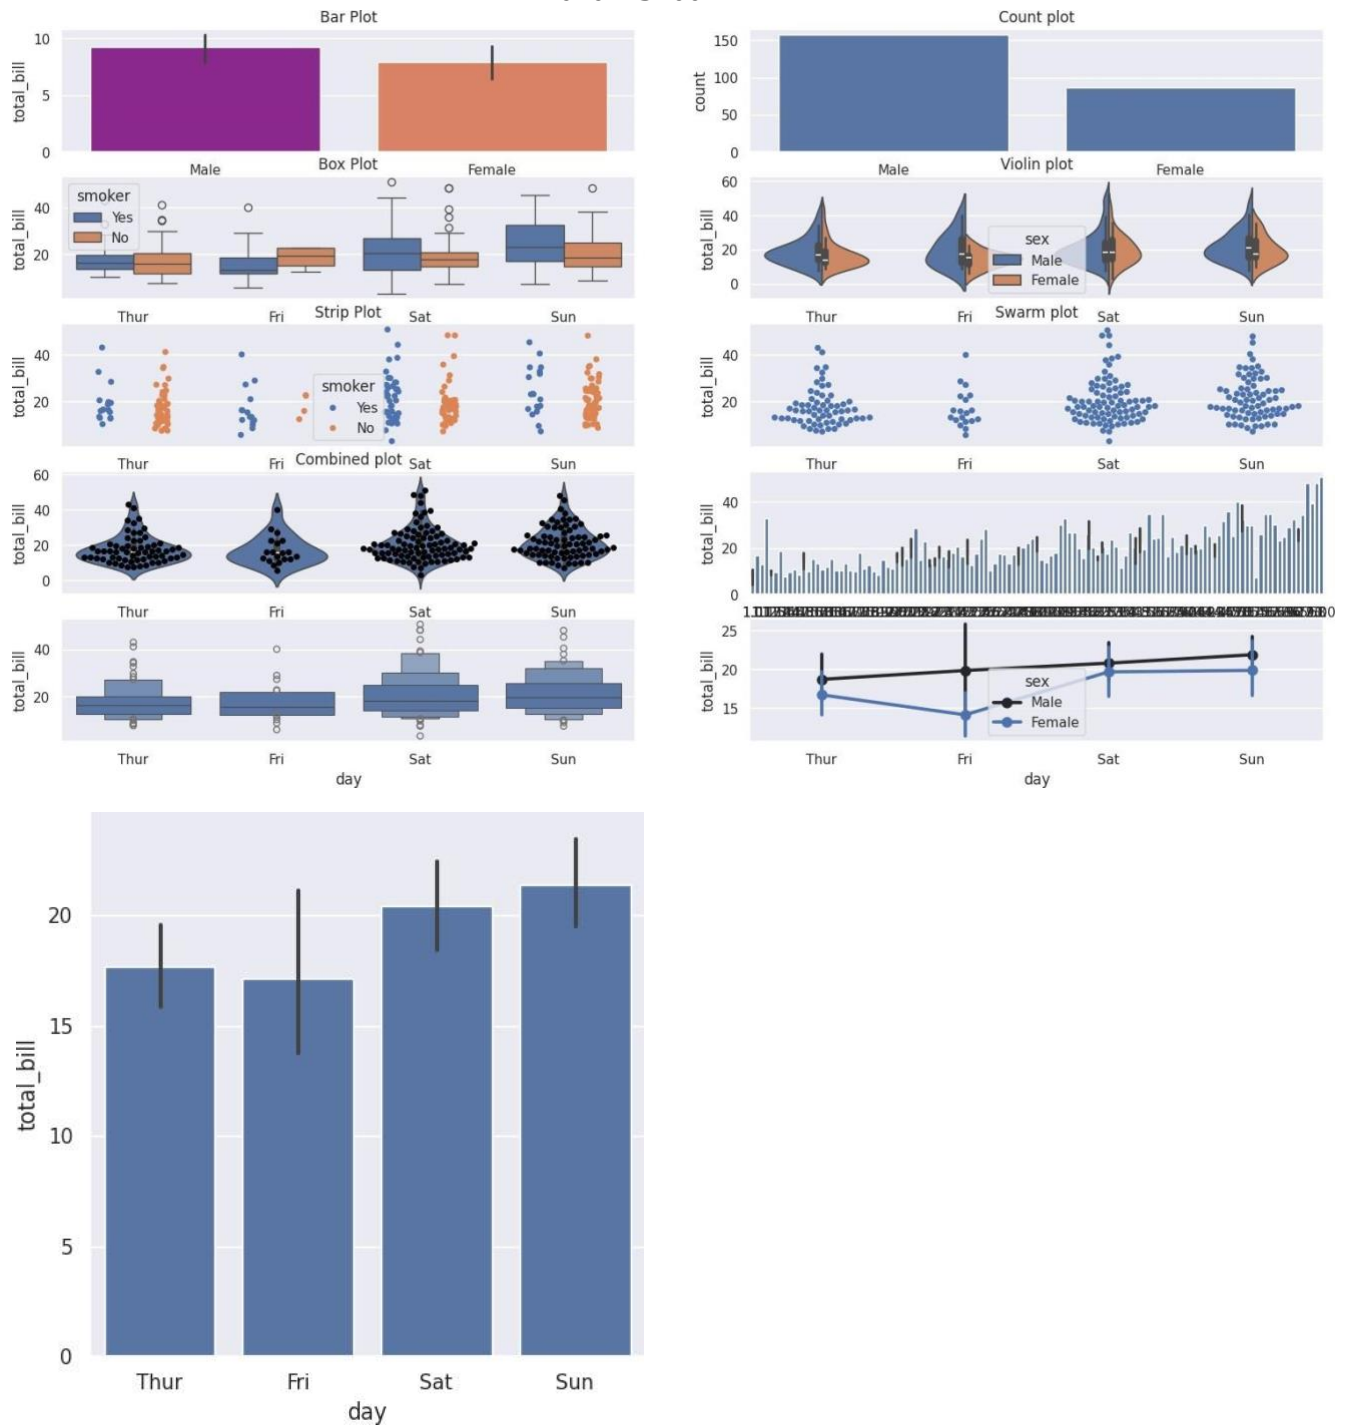 Bar Plot
total_bill
10
5
0
Male
Female
Count plot
count
150
100
50
0
Male
Female
Box Plot
total_bill
40
20
smoker
Yes
No
Thur
Fri
Sat
Sun
Violin plot
total_bill
60
40
20
0
sex
Male
Female
Thur
Fri
Sat
Sun
Strip Plot
total_bill
40
20
smoker
Yes
No
Thur
Fri
Sat
Sun
Swarm plot
total_bill
40
20
Thur
Fri
Sat
Sun
Combined plot
total_bill
60
40
20
0
Thur
Fri
Sat
Sun
total_bill
40
20
0
total_bill
40
20
Thur
Fri
Sat
Sun
day
total_bill
25
20
15
sex
Male
Female
Thur
Fri
Sat
Sun
day
total_bill
20
15
10
5
0
Thur
Fri
Sat
Sun
day